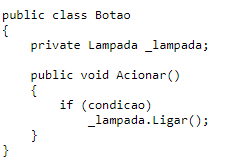 public class Botao
{
    private Lampada _lampada;

    public void Acionar()
    {
        if (condicao)
            _lampada.Ligar();
    }
}